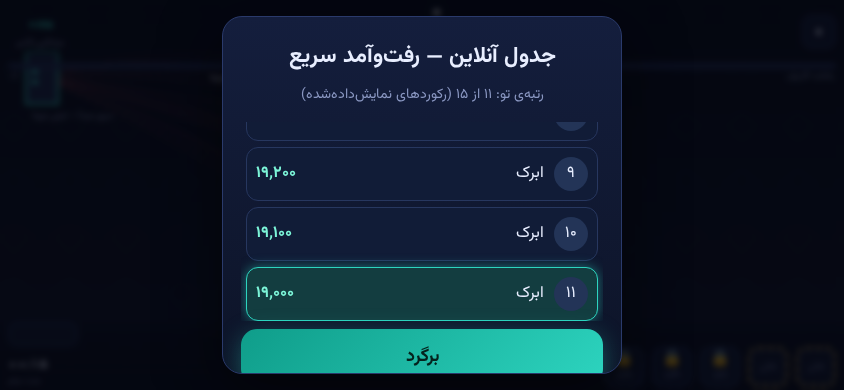 جدول آنلاین – رفت‌وآمد سریع
رتبه‌ی تو: ۱۱ از ۱۵ (رکوردهای نمایش‌داده‌شده)
۹ ابرک ۱۹,۲۰۰
۱۰ ابرک ۱۹,۱۰۰
۱۱ ابرک ۱۹,۰۰۰
برگرد